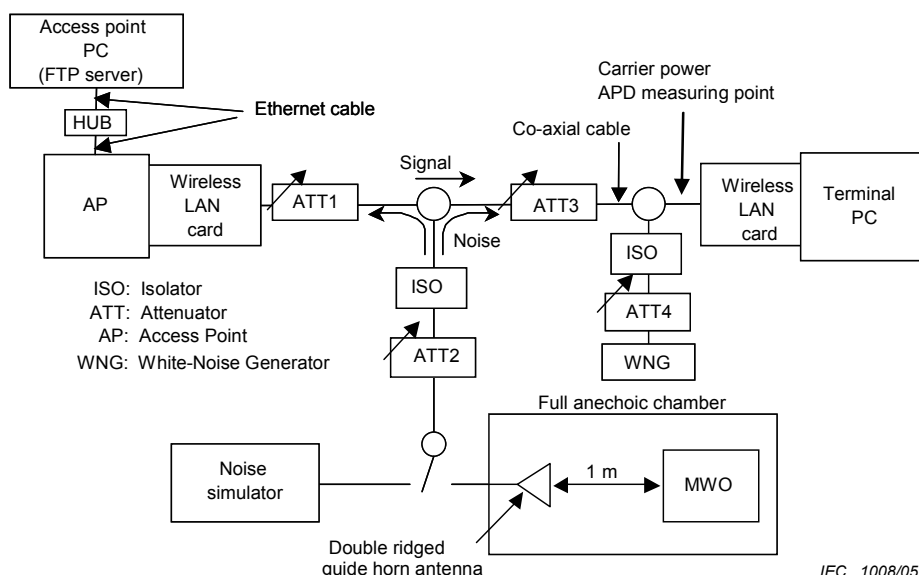 Access point
PC
(FTP server)
Ethernet cable
HUB
AP
Wireless
LAN
card
ATT1
Signal
Noise
ATT3
Co-axial cable
Carrier power
APD measuring point
Wireless
LAN
card
Terminal
PC
ISO
ATT4
WNG
ISO
ATT2
ISO: Isolator
ATT: Attenuator
AP: Access Point
WNG: White-Noise Generator
Full anechoic chamber
Noise
simulator
1 m
MWO
Double ridged
guide horn antenna
IEC 1008/05